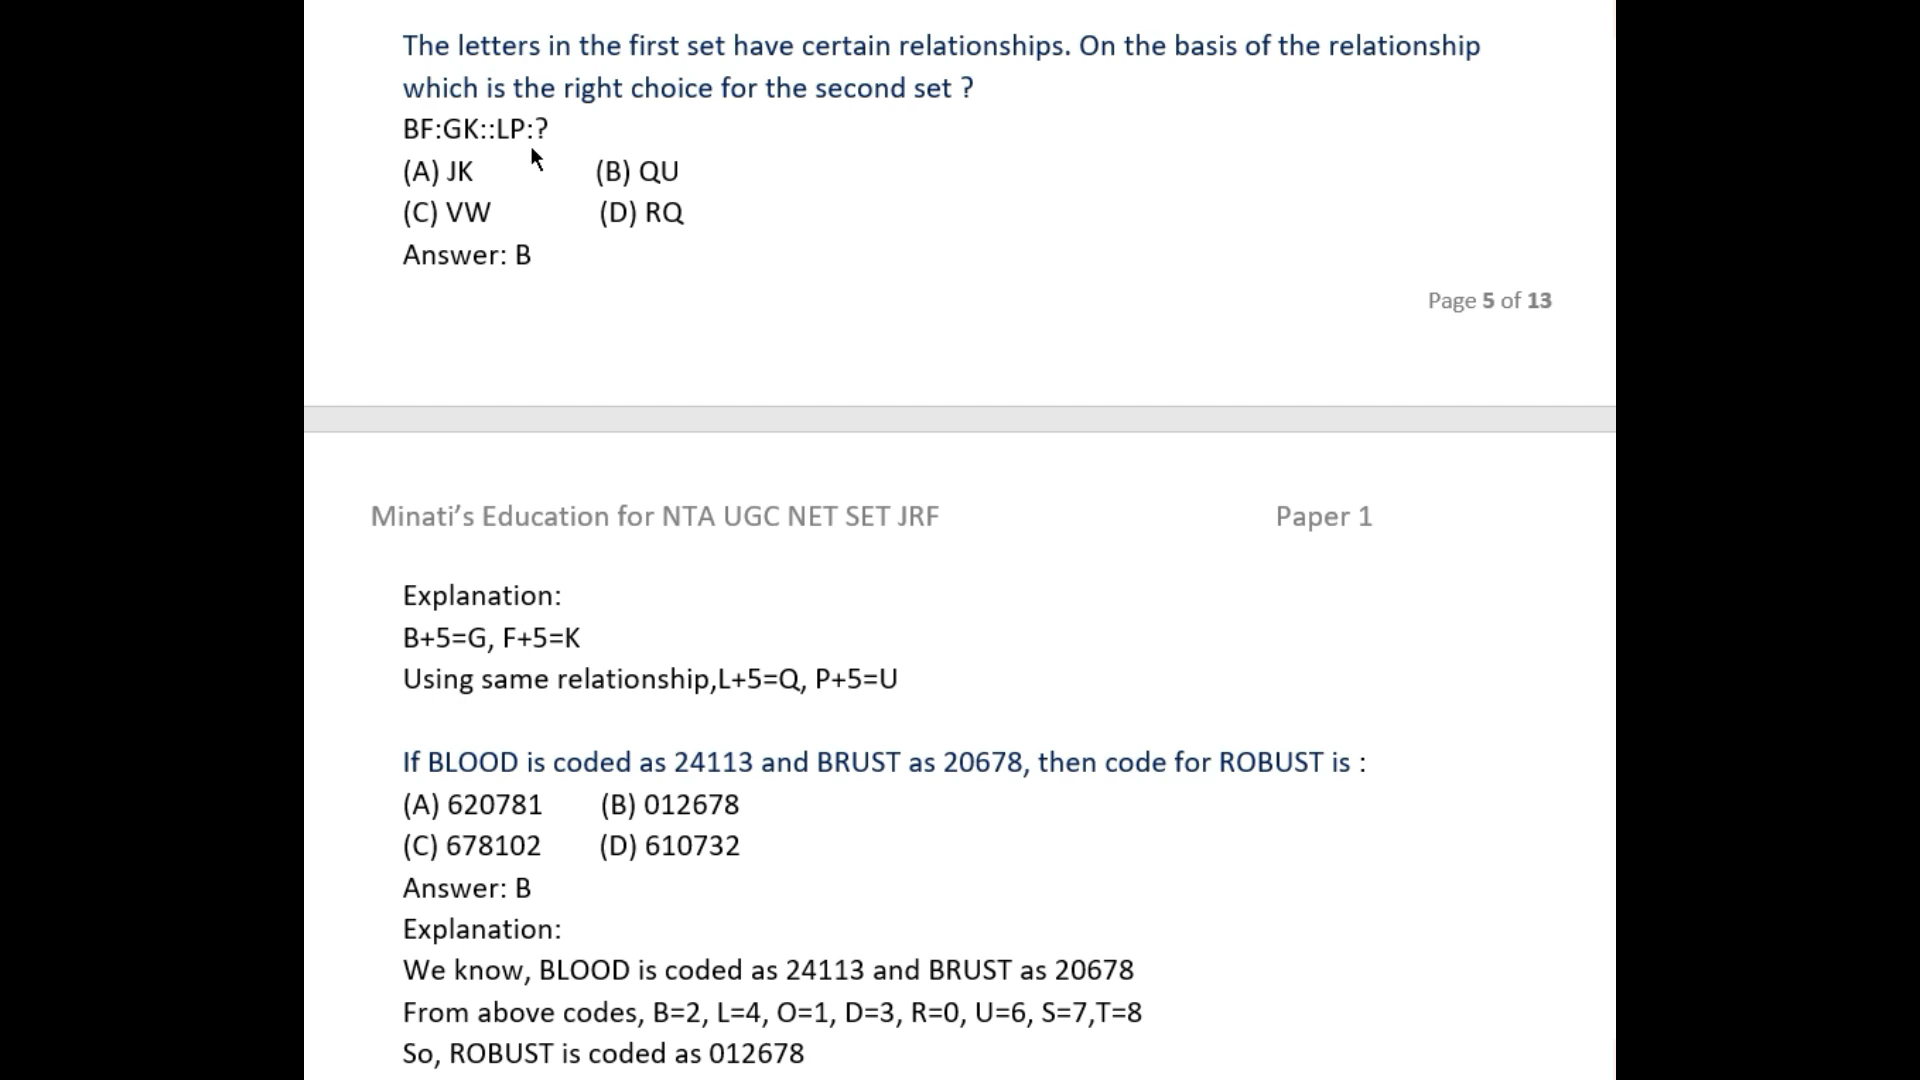 The letters in the first set have certain relationships. On the basis of the relationship
which is the right choice for the second set ?
BF:GK::LP:?
(A) JK (B) QU
(C) VW (D) RQ
Answer: B
Page 5 of 13
Minati’s Education for NTA UGC NET SET JRF Paper 1
Explanation:
B+5=G, F+5=K
Using same relationship,L+5=Q, P+5=U
If BLOOD is coded as 24113 and BRUST as 20678, then code for ROBUST is :
(A) 620781 (B) 012678
(C) 678102 (D) 610732
Answer: B
Explanation:
We know, BLOOD is coded as 24113 and BRUST as 20678
From above codes, B=2, L=4, O=1, D=3, R=0, U=6, S=7,T=8
So, ROBUST is coded as 012678